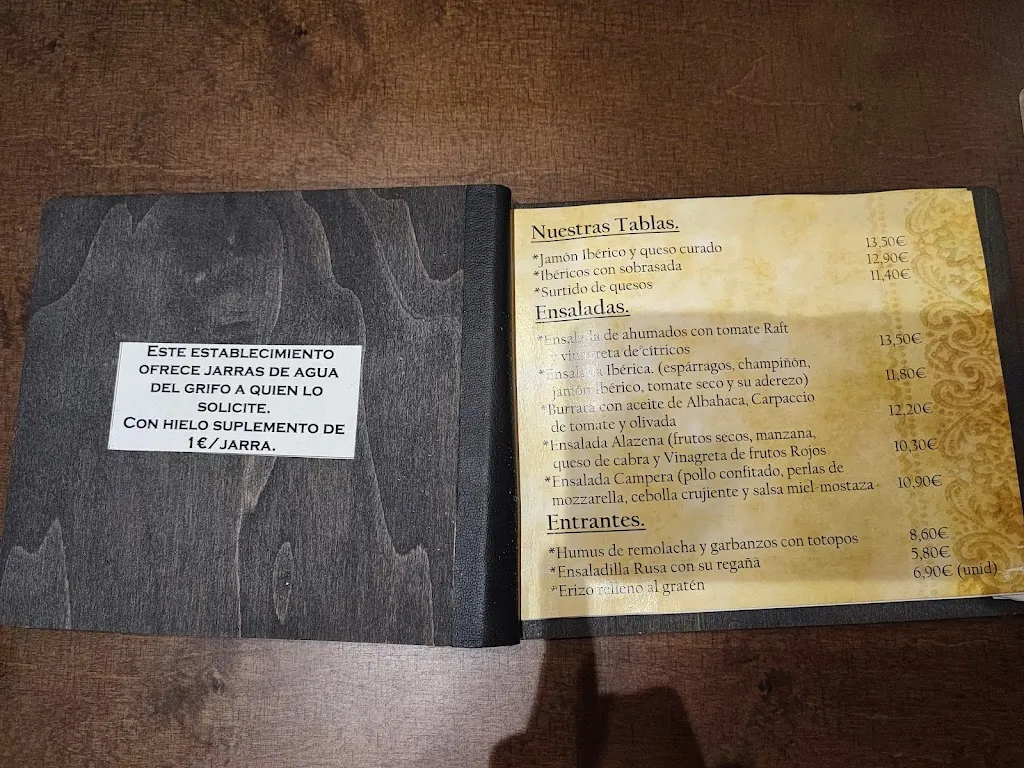 ESTE ESTABLECIMIENTO
OFRECE JARRAS DE AGUA
DEL GRIFO A QUIEN LO
SOLICITE.
CON HIELO SUPLEMENTO DE
1€/JARRA.
Nuestras Tablas.
*Jamón Ibérico y queso curado 13,50€
*Ibéricos con sobrasada 12,90€
*Surtido de quesos 11,40€
Ensaladas.
*Ensalada de ahumados con tomate Raft
y vinagreta de cítricos 13,50€
*Ensalada Ibérica. (espárragos, champiñón,
jamón Ibérico, tomate seco y su aderezo) 11,80€
*Burrata con aceite de Albahaca, Carpaccio
de tomate y olivada 12,20€
*Ensalada Alazena (frutos secos, manzana,
queso de cabra y Vinagreta de frutos Rojos 10,30€
*Ensalada Campera (pollo confitado, perlas de
mozzarella, cebolla crujiente y salsa miel-mostaza 10,90€
Entrantes.
*Humus de remolacha y garbanzos con totopos 8,60€
*Ensaladilla Rusa con su regañà 5,80€
*Erizo relleno al gratén 6,90€ (unid)